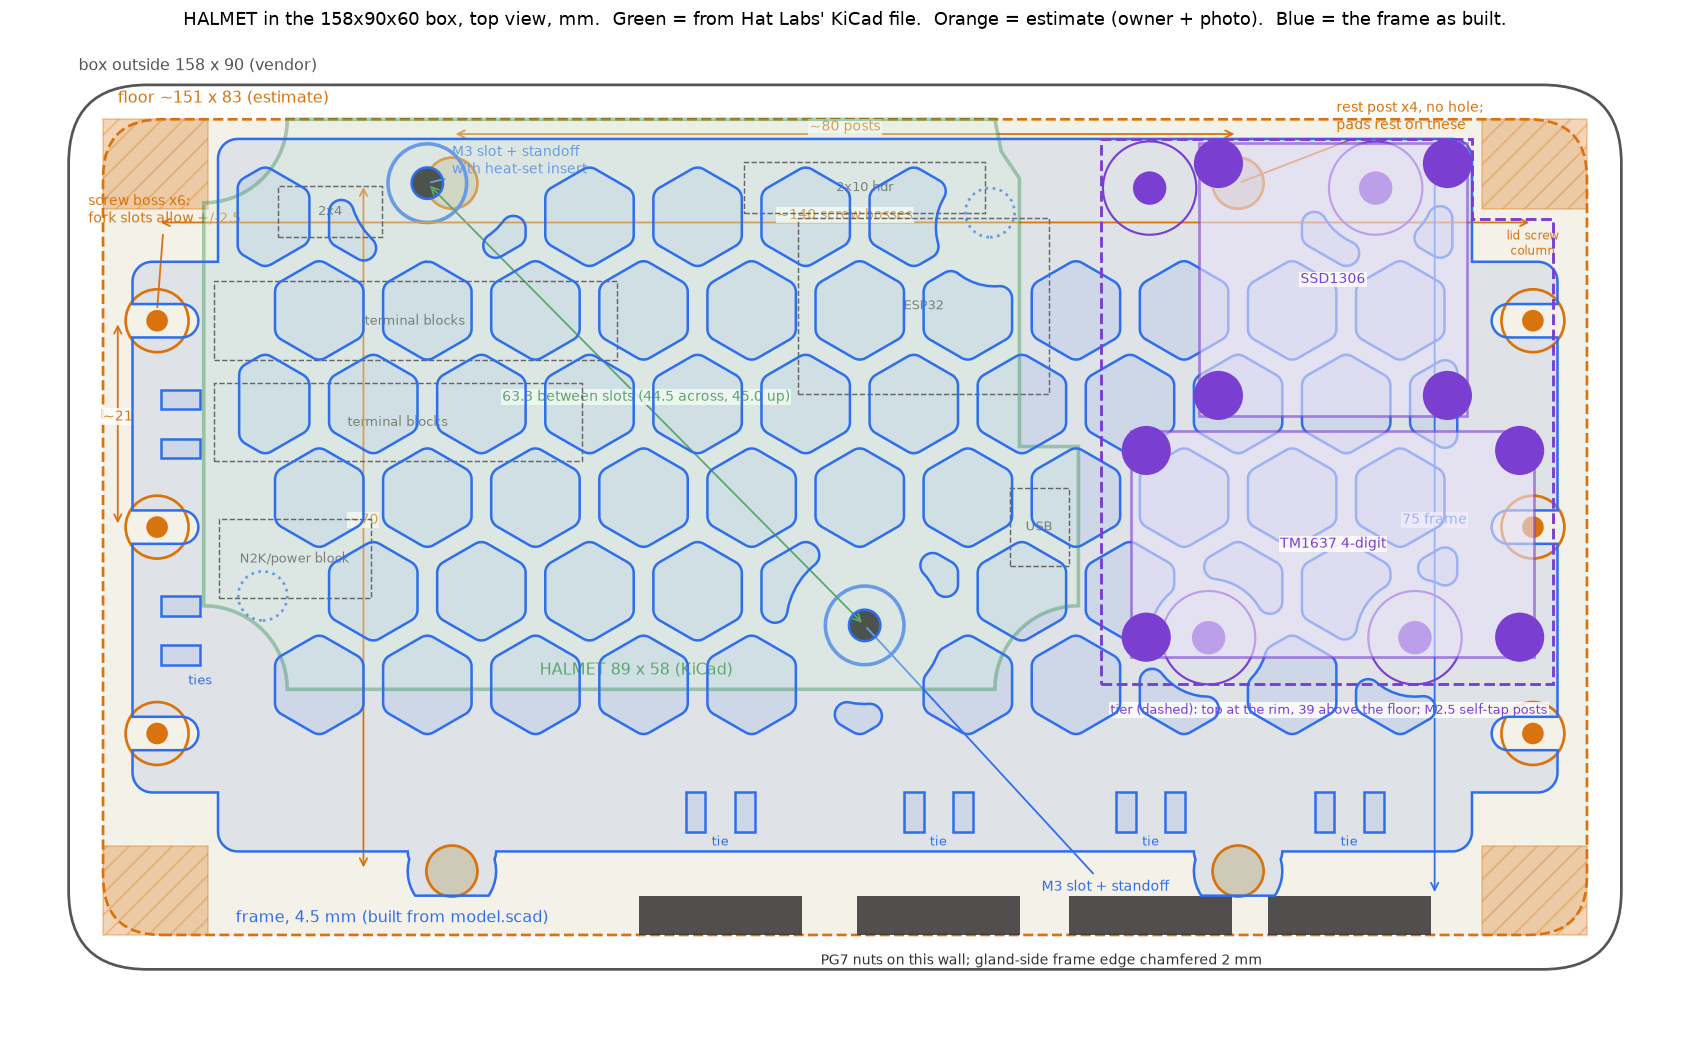 HALMET in the 158x90x60 box, top view, mm.  Green = from Hat Labs' KiCad file.  Orange = estimate (owner + photo).  Blue = the frame as built.
box outside 158 x 90 (vendor)
floor ~151 x 83 (estimate)
rest post x4, no hole;
pads rest on these
~80 posts
M3 slot + standoff
with heat-set insert
2x10 hdr
screw boss x6;
fork slots allow +/-2.5
2x4
~140 screw bosses
lid screw
column
SSD1306
ESP32
terminal blocks
63.3 between slots (44.5 across, 45.0 up)
~21
terminal blocks
~70
75 frame
USB
TM1637 4-digit
N2K/power block
HALMET 89 x 58 (KiCad)
ties
tier (dashed): top at the rim, 39 above the floor; M2.5 self-tap posts
tie
tie
tie
tie
M3 slot + standoff
frame, 4.5 mm (built from model.scad)
PG7 nuts on this wall; gland-side frame edge chamfered 2 mm